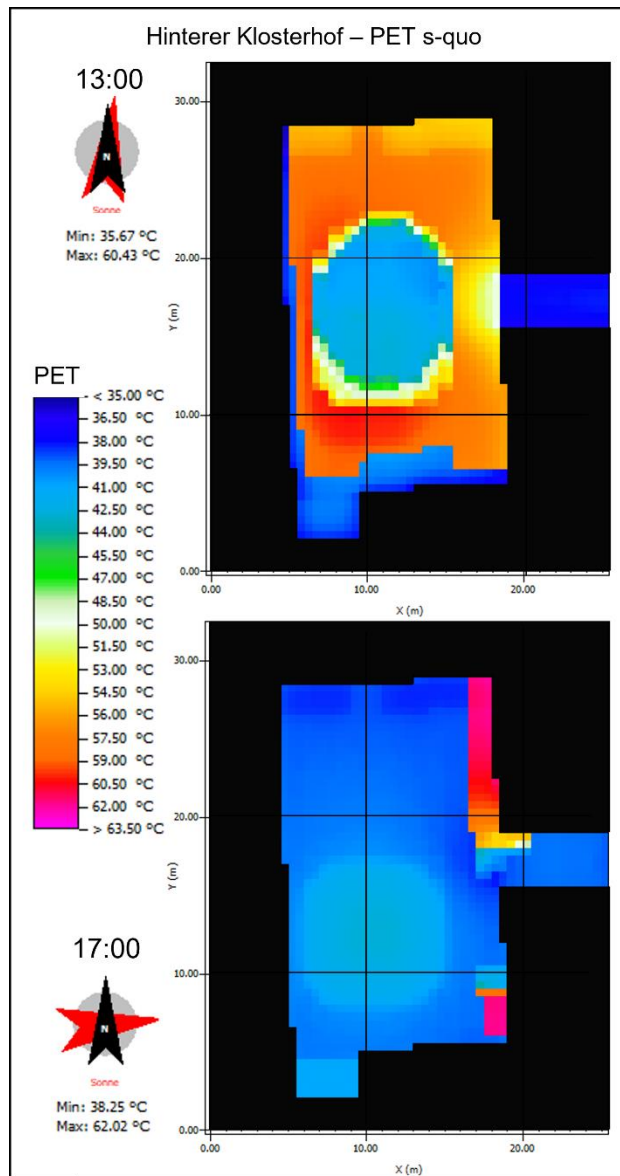 Hinterer Klosterhof – PET s-quo
13:00
N
Sonne
Min: 35.67 °C
Max: 60.43 °C
30.00
20.00
10.00
0.00
Y (m)
0.00 10.00 20.00
X (m)
PET
< 35.00 °C
36.50 °C
38.00 °C
39.50 °C
41.00 °C
42.50 °C
44.00 °C
45.50 °C
47.00 °C
48.50 °C
50.00 °C
51.50 °C
53.00 °C
54.50 °C
56.00 °C
57.50 °C
59.00 °C
60.50 °C
62.00 °C
> 63.50 °C
17:00
N
Sonne
Min: 38.25 °C
Max: 62.02 °C
30.00
20.00
10.00
0.00
Y (m)
0.00 10.00 20.00
X (m)